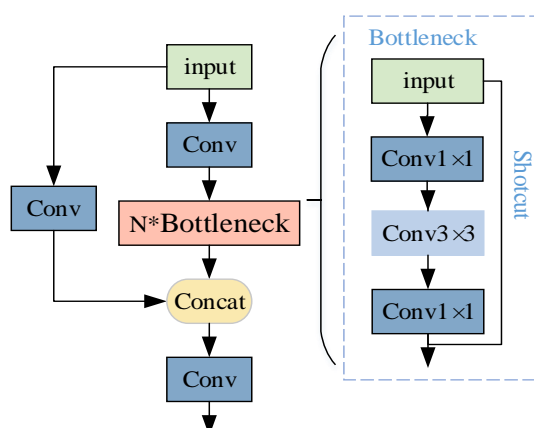 input
Conv
Conv
N*Bottleneck
Concat
Conv
Bottleneck
input
Conv1×1
Conv3×3
Conv1×1
Shotcut